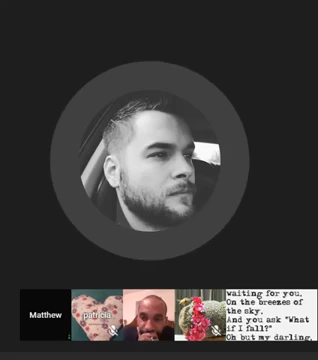 Matthew
patricia
waiting for you,
On the breezes of
the sky.
And you ask "What
if I fall?"
Oh but my darling,